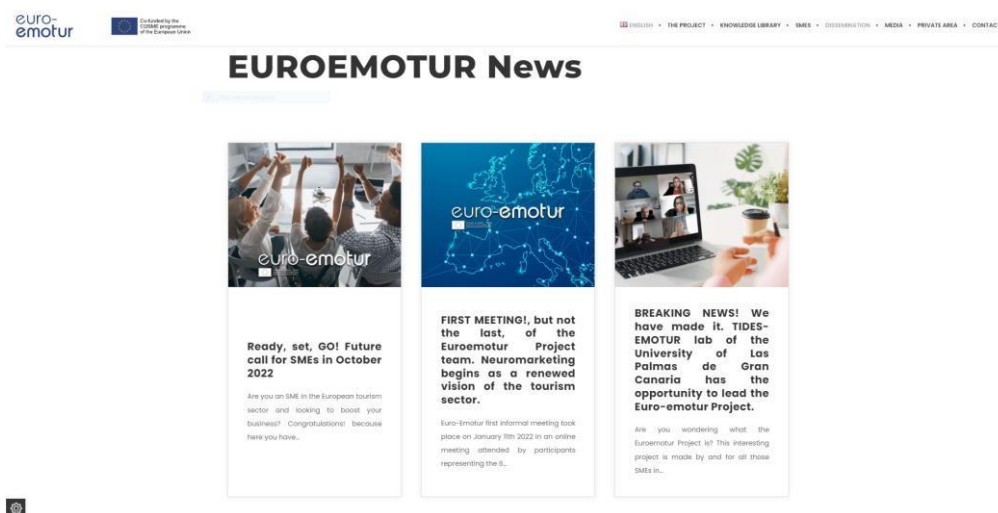 euro-
emotur
Co-funded by the
COSME programme
of the European Union
ENGLISH • THE PROJECT • KNOWLEDGE LIBRARY • SMES • DISSEMINATION • MEDIA • PRIVATE AREA • CONTAC
EUROEMOTUR News
euro-emotur
Ready, set, GO! Future
call for SMEs in October
2022
Are you an SME in the European tourism
sector and looking to boost your
business? Congratulations! because
here you have...
euro-emotur
FIRST MEETING!, but not
the last, of the
Euroemotur Project
team. Neuromarketing
begins as a renewed
vision of the tourism
sector.
Euro-Emotur first informal meeting took
place on January 11th 2022 in an online
meeting attended by participants
representing the 6...
BREAKING NEWS! We
have made it. TIDES-
EMOTUR lab of the
University of Las
Palmas de Gran
Canaria has the
opportunity to lead the
Euro-emotur Project.
Are you wondering what the
Euroemotur Project is? This interesting
project is made by and for all those
SMEs in...